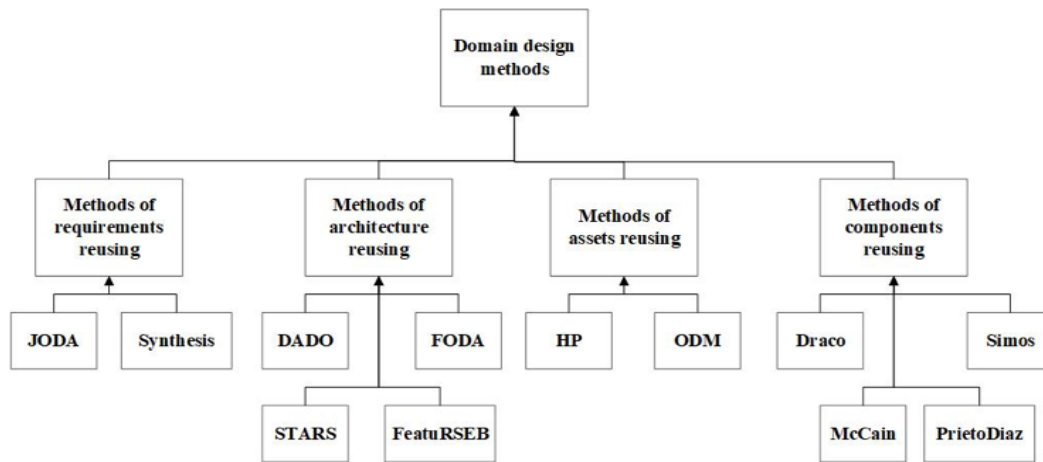 Domain design
methods
Methods of
requirements
reusing
Methods of
architecture
reusing
Methods of
assets reusing
Methods of
components
reusing
JODA
Synthesis
DADO
FODA
HP
ODM
Draco
Simos
STARS
FeatuRSEB
McCain
PrietoDiaz